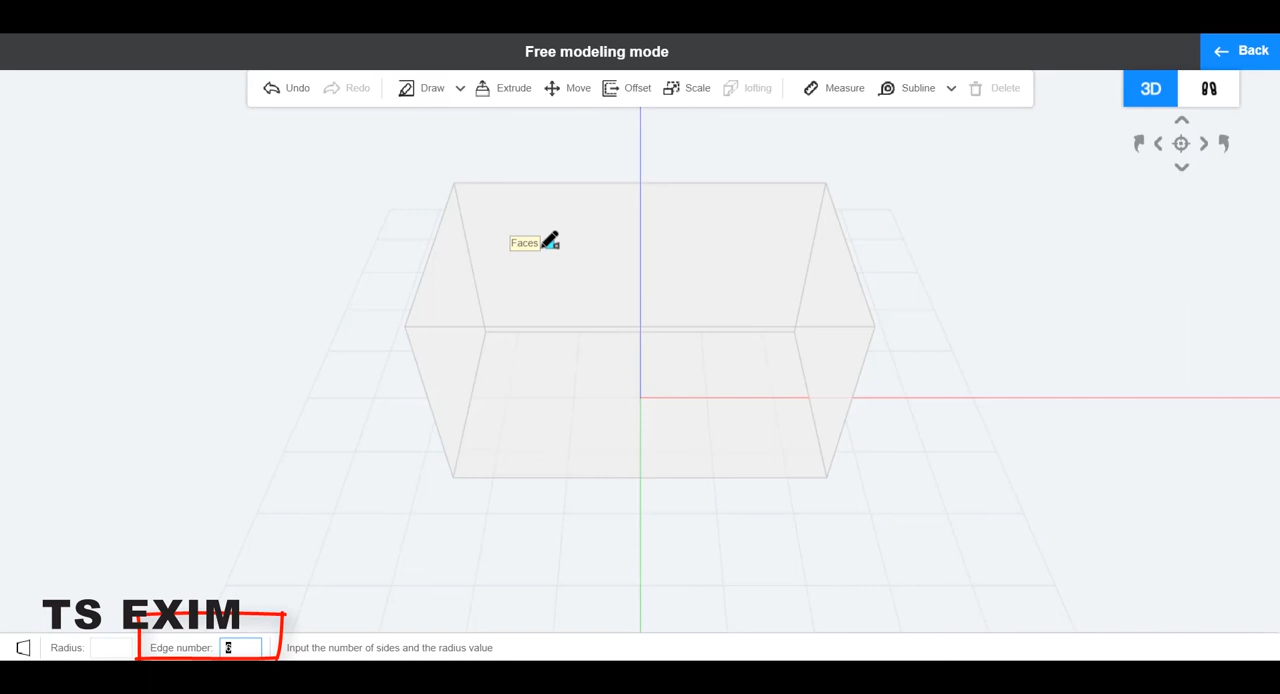 Free modeling mode
Back
Undo Redo Draw Extrude Move Offset Scale lofting Measure Subline Delete
3D
Faces
TS EXIM
Radius: Edge number: 6 Input the number of sides and the radius value